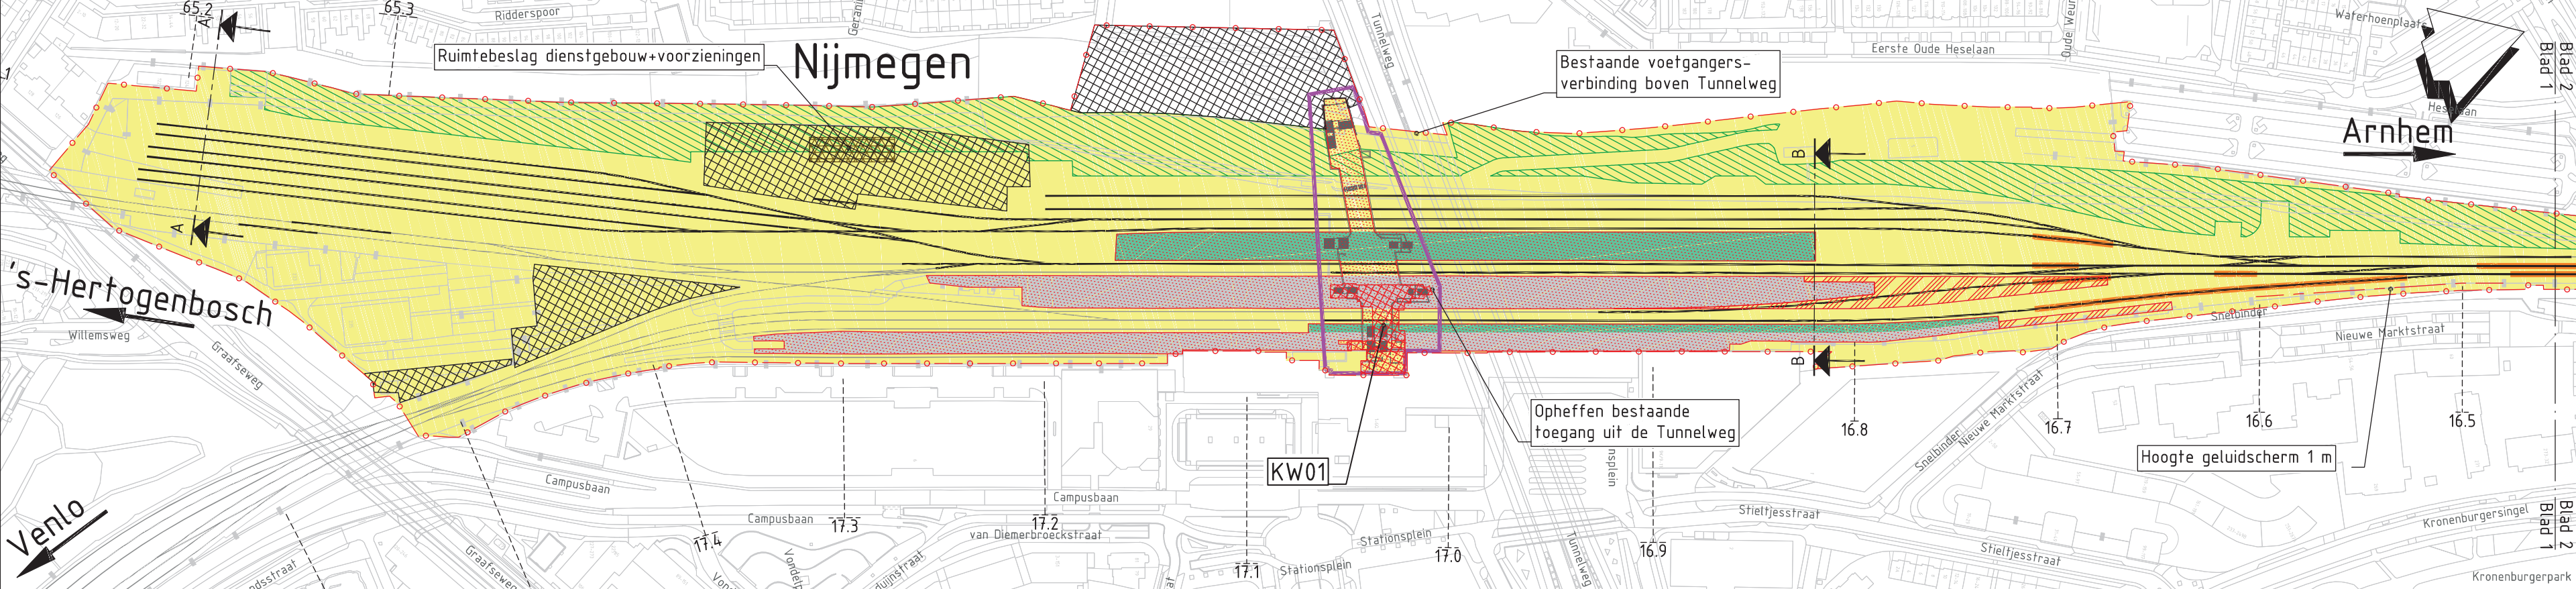 65.2
65.3
Ridderspoor
A
Tunnelweg
Waterhoenplaats
Eerste Oude Heselaan
Blad 1
Blad 2
Ruimtebeslag dienstgebouw+voorzieningen
Nijmegen
Bestaande voetgangers-
verbinding boven Tunnelweg
Arnhem
B
A
's-Hertogenbosch
Willemsweg
Graafseweg
Snelbinder
Nieuwe Marktstraat
B
Opheffen bestaande
toegang uit de Tunnelweg
16.8
16.7
16.6
16.5
Nieuwe Marktstraat
Snelbinder
Hoogte geluidscherm 1 m
KW01
Campusbaan
Campusbaan
Campusbaan
Venlo
17.4
17.3
17.2
van Diemerbroeckstraat
17.1
Stationsplein
Stationsplein
17.0
16.9
Tunnelweg
Stieltjesstraat
Stieltjesstraat
Kronenburgersingel
Blad 1
Blad 2
Graafseweg
Kronenburgerpark